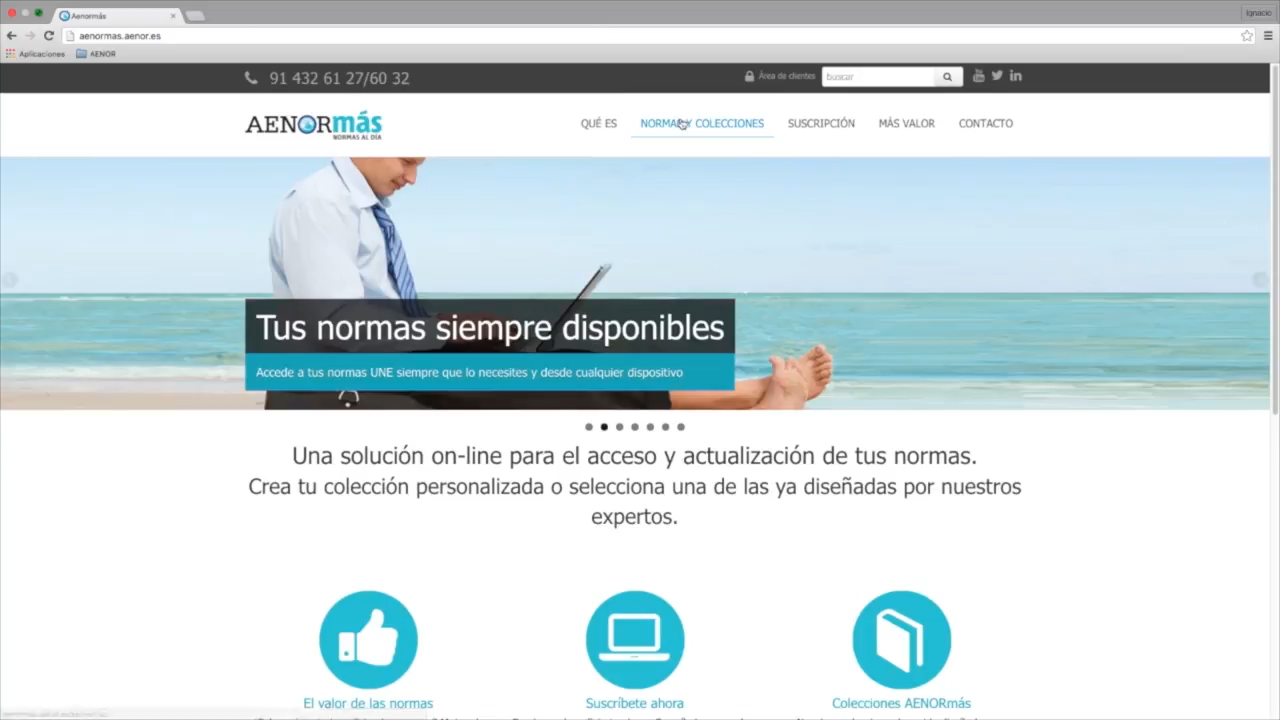 Aenormás
Ignacio
aenormas.aenor.es
Aplicaciones AENOR
91 432 61 27/60 32
Área de clientes
buscar
You
AENORmás
NORMAS AL DÍA
QUÉ ES
NORMAS Y COLECCIONES
SUSCRIPCIÓN
MÁS VALOR
CONTACTO
Tus normas siempre disponibles
Accede a tus normas UNE siempre que lo necesites y desde cualquier dispositivo
Una solución on-line para el acceso y actualización de tus normas.
Crea tu colección personalizada o selecciona una de las ya diseñadas por nuestros
expertos.
El valor de las normas
Suscríbete ahora
Colecciones AENORmás